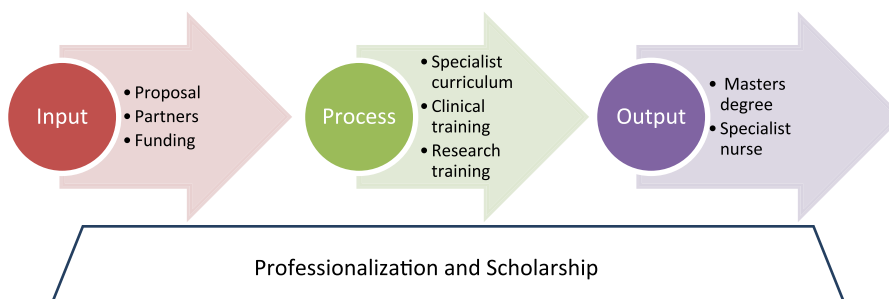 Input
• Proposal
• Partners
• Funding
Process
• Specialist
curriculum
• Clinical
training
• Research
training
Output
• Masters
degree
• Specialist
nurse
Professionalization and Scholarship